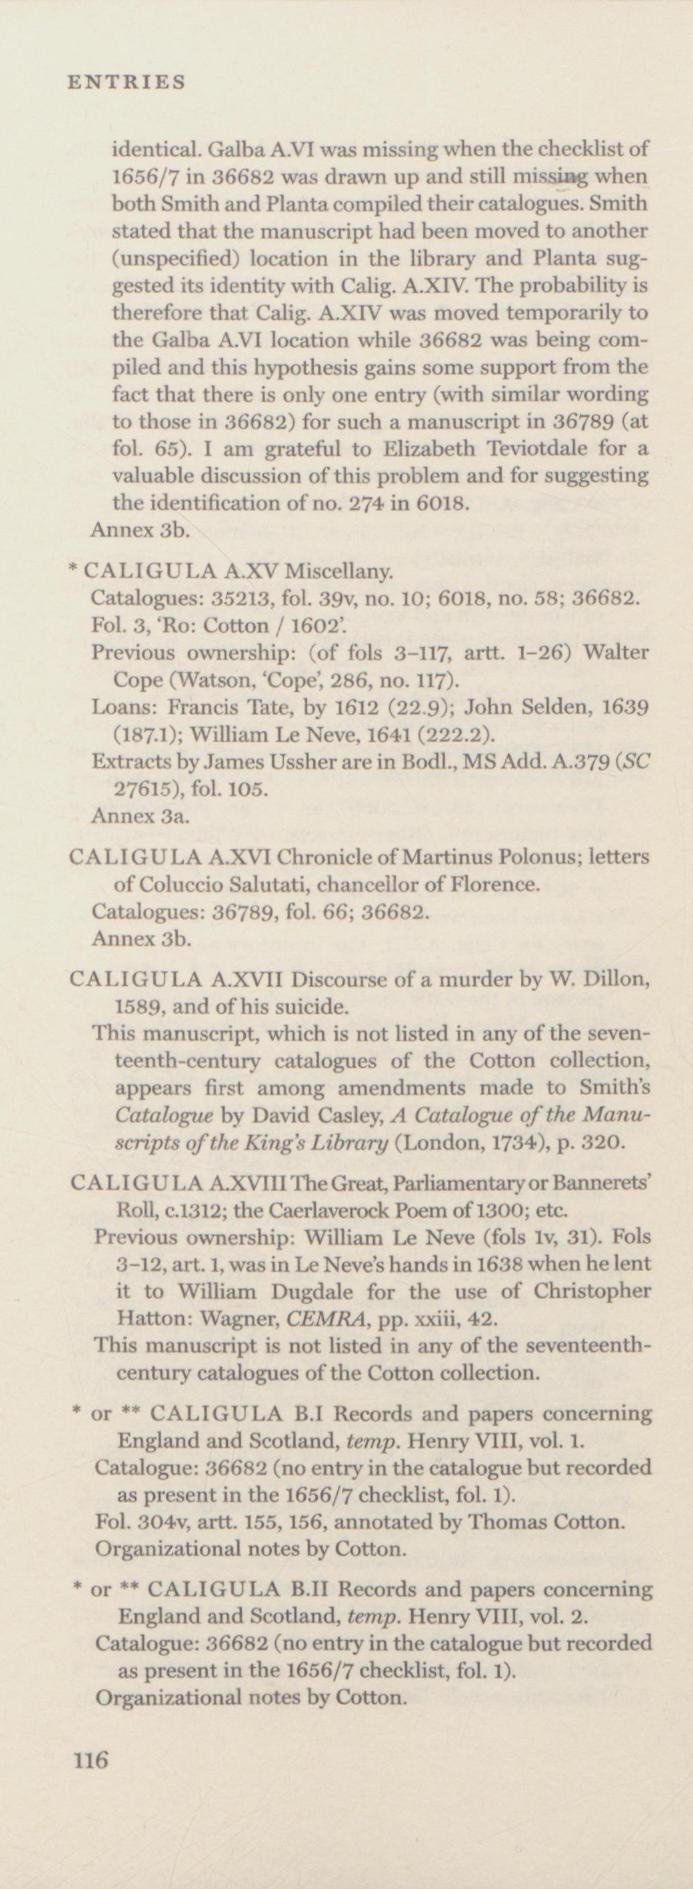 ENTRIES
identical. Galba A.VI was missing when the checklist of
1656/7 in 36682 was drawn up and still missing when
both Smith and Planta compiled their catalogues. Smith
stated that the manuscript had been moved to another
(unspecified) location in the library and Planta sug-
gested its identity with Calig. A.XIV. The probability is
therefore that Calig. A.XIV was moved temporarily to
the Galba A.VI location while 36682 was being com-
piled and this hypothesis gains some support from the
fact that there is only one entry (with similar wording
to those in 36682) for such a manuscript in 36789 (at
fol. 65). I am grateful to Elizabeth Teviotdale for a
valuable discussion of this problem and for suggesting
the identification of no. 274 in 6018.
Annex 3b.
* CALIGULA A.XV Miscellany.
Catalogues: 35213, fol. 39v, no. 10; 6018, no. 58; 36682.
Fol. 3, ‘Ro: Cotton / 1602’.
Previous ownership: (of fols 3–117, artt. 1–26) Walter
Cope (Watson, ‘Cope’, 286, no. 117).
Loans: Francis Tate, by 1612 (22.9); John Selden, 1639
(187.1); William Le Neve, 1641 (222.2).
Extracts by James Ussher are in Bodl., MS Add. A.379 (SC
27615), fol. 105.
Annex 3a.
CALIGULA A.XVI Chronicle of Martinus Polonus; letters
of Coluccio Salutati, chancellor of Florence.
Catalogues: 36789, fol. 66; 36682.
Annex 3b.
CALIGULA A.XVII Discourse of a murder by W. Dillon,
1589, and of his suicide.
This manuscript, which is not listed in any of the seven-
teenth-century catalogues of the Cotton collection,
appears first among amendments made to Smith’s
Catalogue by David Casley, A Catalogue of the Manu-
scripts of the King’s Library (London, 1734), p. 320.
CALIGULA A.XVIII The Great, Parliamentary or Bannerets’
Roll, c.1312; the Caerlaverock Poem of 1300; etc.
Previous ownership: William Le Neve (fols 1v, 31). Fols
3–12, art. 1, was in Le Neve’s hands in 1638 when he lent
it to William Dugdale for the use of Christopher
Hatton: Wagner, CEMRA, pp. xxiii, 42.
This manuscript is not listed in any of the seventeenth-
century catalogues of the Cotton collection.
* or ** CALIGULA B.I Records and papers concerning
England and Scotland, temp. Henry VIII, vol. 1.
Catalogue: 36682 (no entry in the catalogue but recorded
as present in the 1656/7 checklist, fol. 1).
Fol. 304v, artt. 155, 156, annotated by Thomas Cotton.
Organizational notes by Cotton.
* or ** CALIGULA B.II Records and papers concerning
England and Scotland, temp. Henry VIII, vol. 2.
Catalogue: 36682 (no entry in the catalogue but recorded
as present in the 1656/7 checklist, fol. 1).
Organizational notes by Cotton.
116